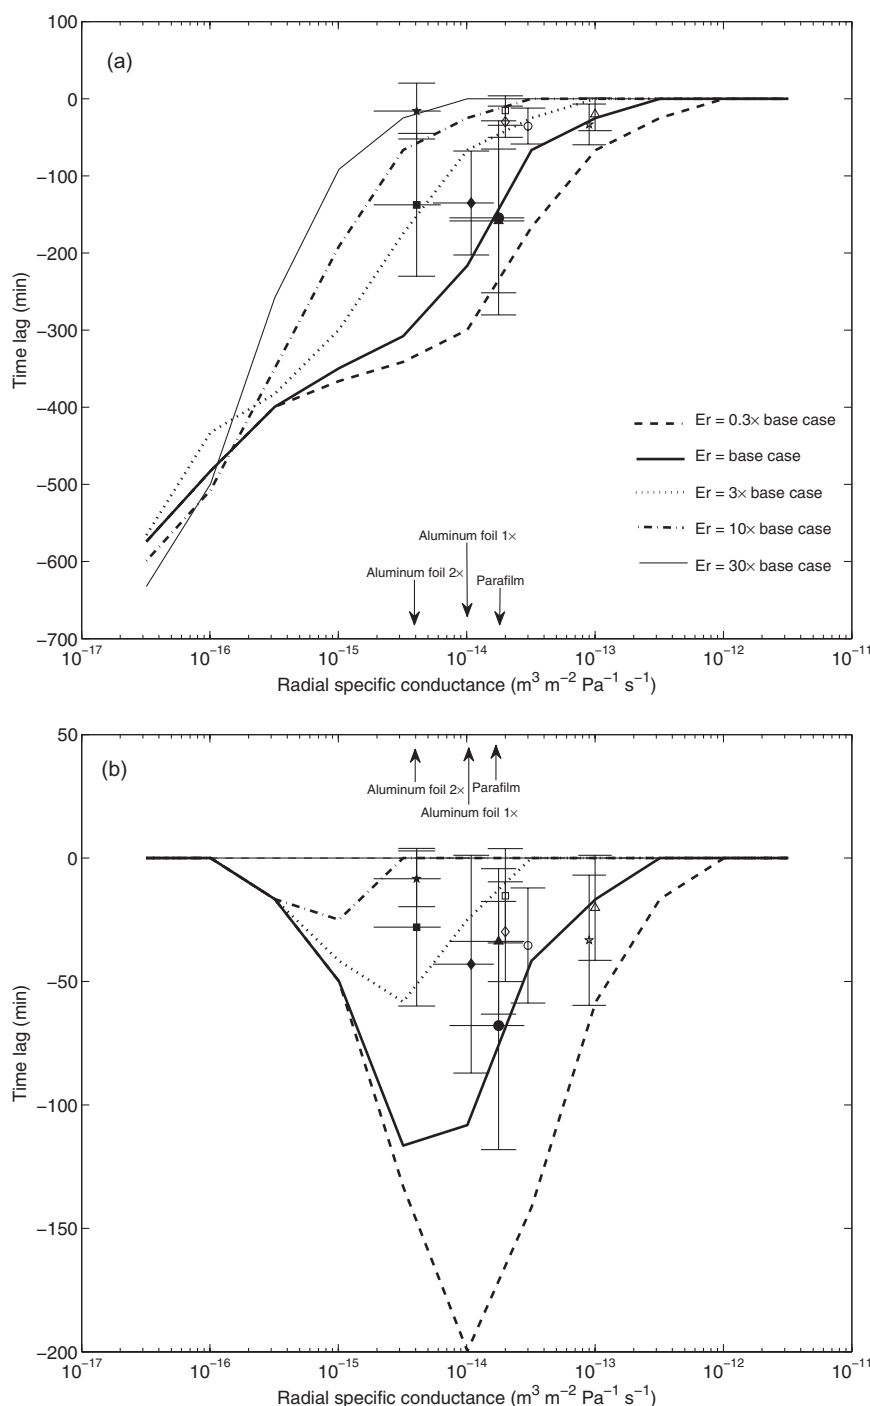 (a)
100
0
−100
−200
−300
−400
−500
−600
−700
Time lag (min)
Er = 0.3× base case
Er = base case
Er = 3× base case
Er = 10× base case
Er = 30× base case
Aluminum foil 1×
Aluminum foil 2×
Parafilm
10⁻¹⁷ 10⁻¹⁶ 10⁻¹⁵ 10⁻¹⁴ 10⁻¹³ 10⁻¹² 10⁻¹¹
Radial specific conductance (m³ m⁻² Pa⁻¹ s⁻¹)
(b)
50
0
−50
−100
−150
−200
Time lag (min)
Aluminum foil 2×
Parafilm
Aluminum foil 1×
10⁻¹⁷ 10⁻¹⁶ 10⁻¹⁵ 10⁻¹⁴ 10⁻¹³ 10⁻¹² 10⁻¹¹
Radial specific conductance (m³ m⁻² Pa⁻¹ s⁻¹)